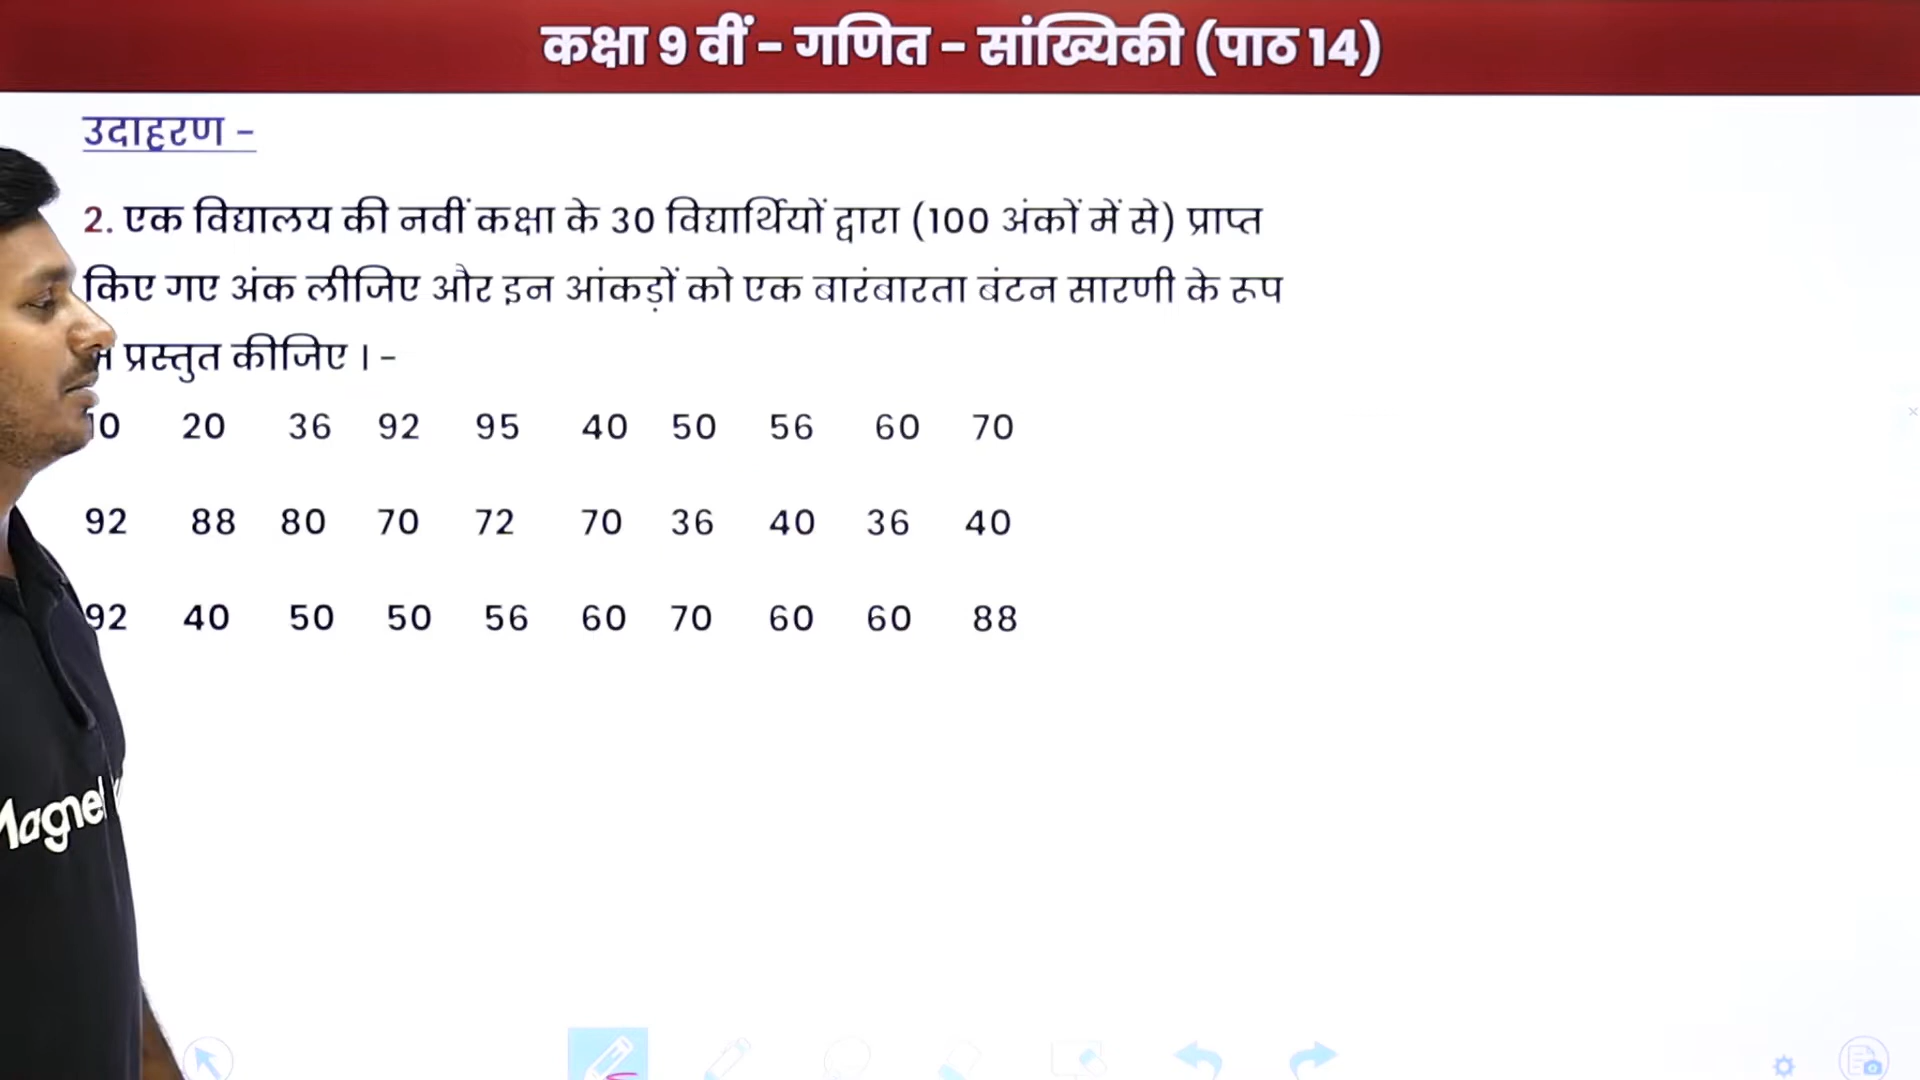 कक्षा 9 वीं - गणित - सांख्यिकी (पाठ 14)
उदाहरण -
2. एक विद्यालय की नवीं कक्षा के 30 विद्यार्थियों द्वारा (100 अंकों में से) प्राप्त
किए गए अंक लीजिए और इन आंकड़ों को एक बारंबारता बंटन सारणी के रूप
में प्रस्तुत कीजिए । -
10 20 36 92 95 40 50 56 60 70
92 88 80 70 72 70 36 40 36 40
92 40 50 50 56 60 70 60 60 88
Magnet